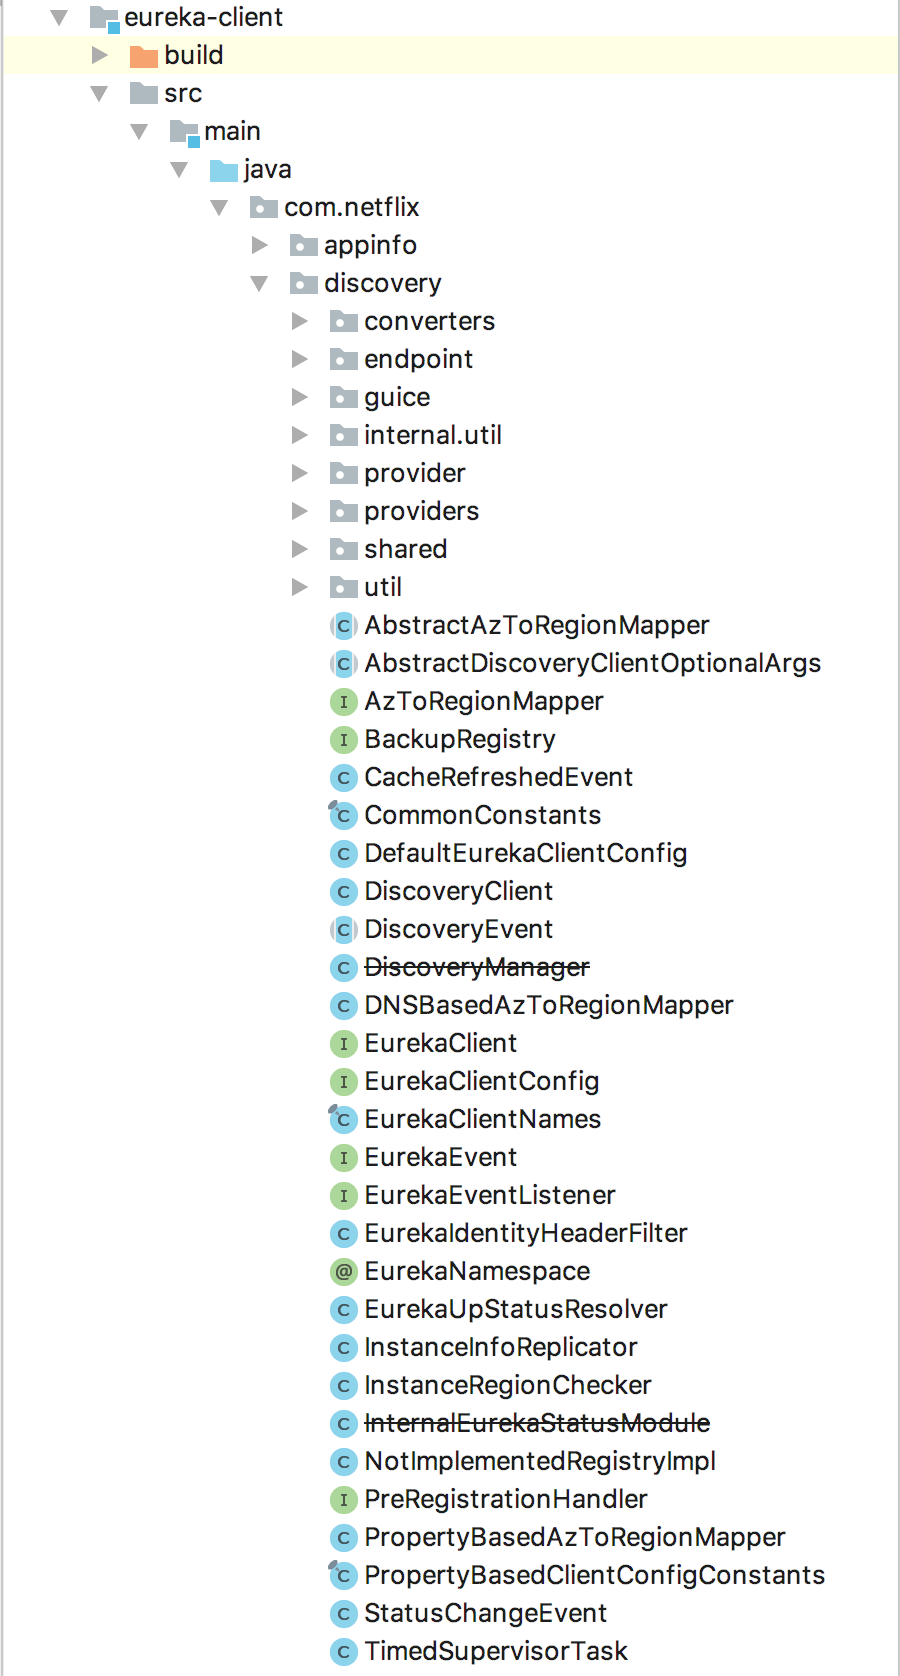 eureka-client
build
src
main
java
com.netflix
appinfo
discovery
converters
endpoint
guice
internal.util
provider
providers
shared
util
C AbstractAzToRegionMapper
C AbstractDiscoveryClientOptionalArgs
I AzToRegionMapper
I BackupRegistry
C CacheRefreshedEvent
C CommonConstants
C DefaultEurekaClientConfig
C DiscoveryClient
C DiscoveryEvent
C DiscoveryManager
C DNSBasedAzToRegionMapper
I EurekaClient
I EurekaClientConfig
C EurekaClientNames
I EurekaEvent
I EurekaEventListener
C EurekaIdentityHeaderFilter
@ EurekaNamespace
C EurekaUpStatusResolver
C InstanceInfoReplicator
C InstanceRegionChecker
C InternalEurekaStatusModule
C NotImplementedRegistryImpl
I PreRegistrationHandler
C PropertyBasedAzToRegionMapper
C PropertyBasedClientConfigConstants
C StatusChangeEvent
C TimedSupervisorTask